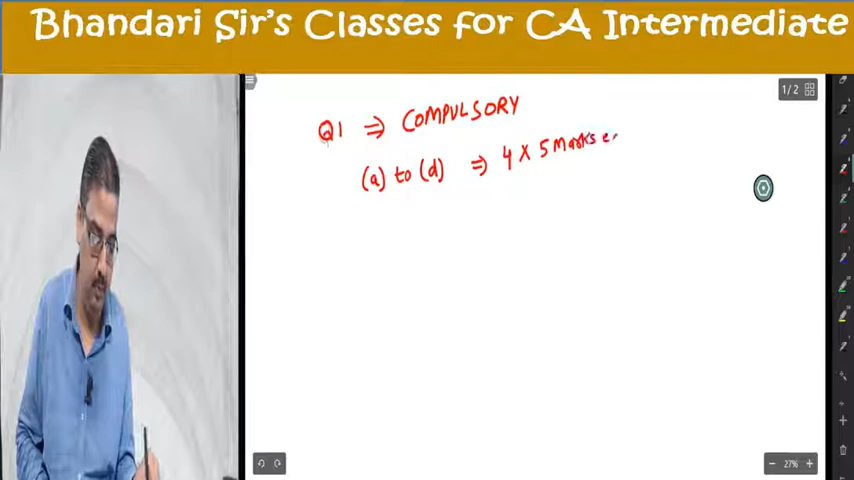 Bhandari Sir's Classes for CA Intermediate
1/2
Q1 ⇒ COMPULSORY
(a) to (d) ⇒ 4 X 5 Marks e
27%